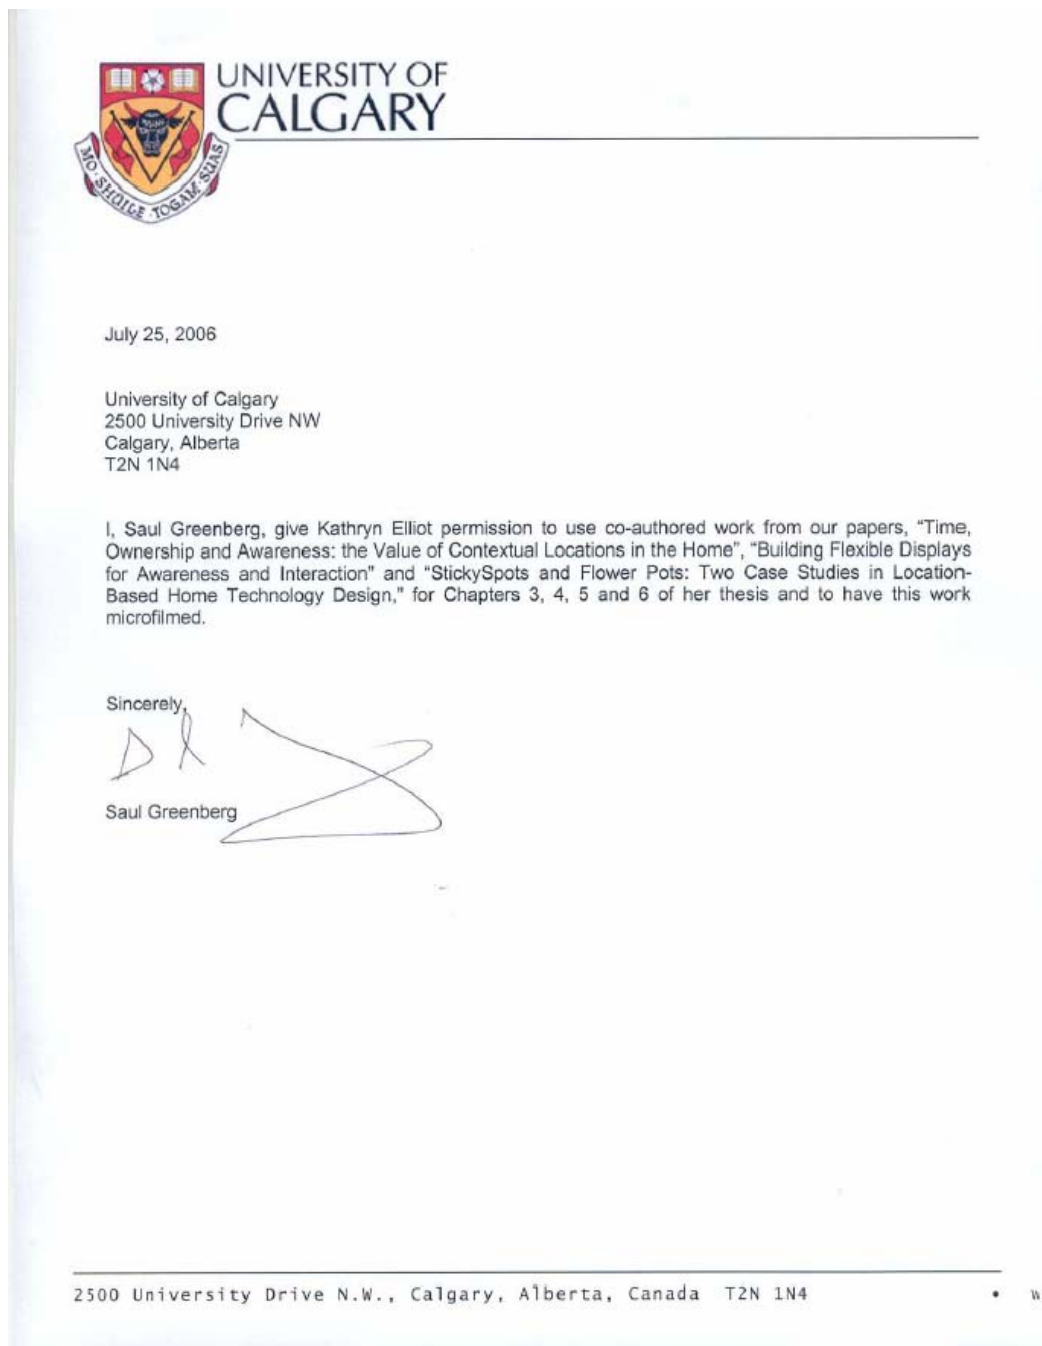 UNIVERSITY OF
CALGARY
MO · SHÙILE · TOGAM · SUAS
July 25, 2006
University of Calgary
2500 University Drive NW
Calgary, Alberta
T2N 1N4
I, Saul Greenberg, give Kathryn Elliot permission to use co-authored work from our papers, “Time,
Ownership and Awareness: the Value of Contextual Locations in the Home”, “Building Flexible Displays
for Awareness and Interaction” and “StickySpots and Flower Pots: Two Case Studies in Location-
Based Home Technology Design,” for Chapters 3, 4, 5 and 6 of her thesis and to have this work
microfilmed.
Sincerely,
Saul Greenberg
2500 University Drive N.W., Calgary, Alberta, Canada T2N 1N4 •